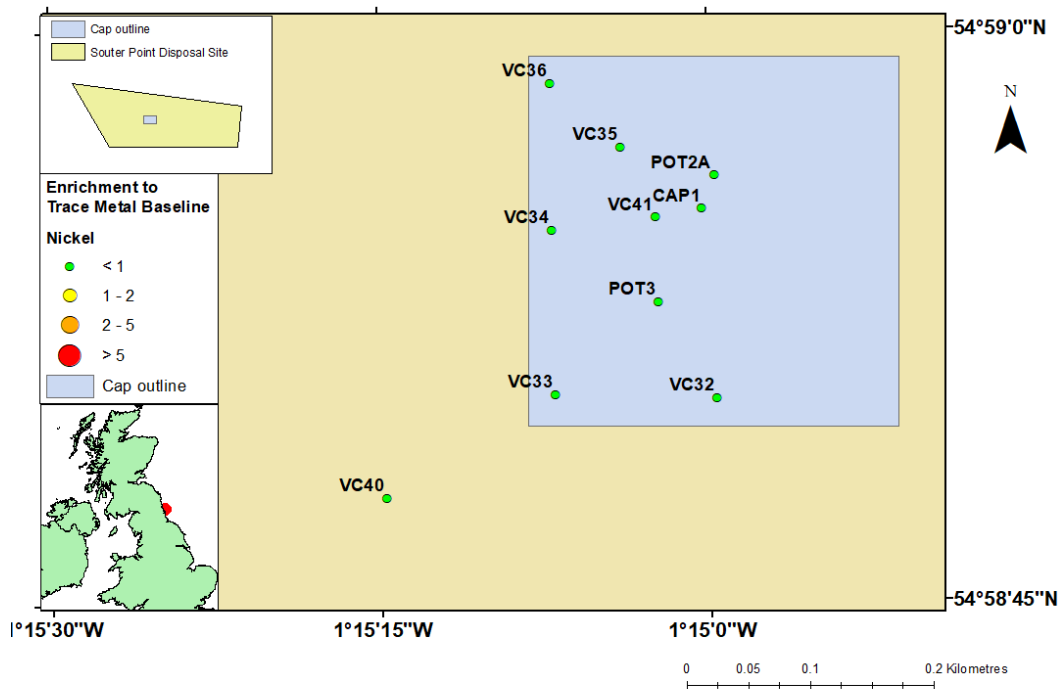 Cap outline
Souter Point Disposal Site
Enrichment to
Trace Metal Baseline
Nickel
< 1
1 - 2
2 - 5
> 5
Cap outline
VC36
VC35
POT2A
CAP1
VC41
VC34
POT3
VC33
VC32
VC40
54°59'0"N
N
54°58'45"N
1°15'30"W
1°15'15"W
1°15'0"W
0 0.05 0.1 0.2 Kilometres